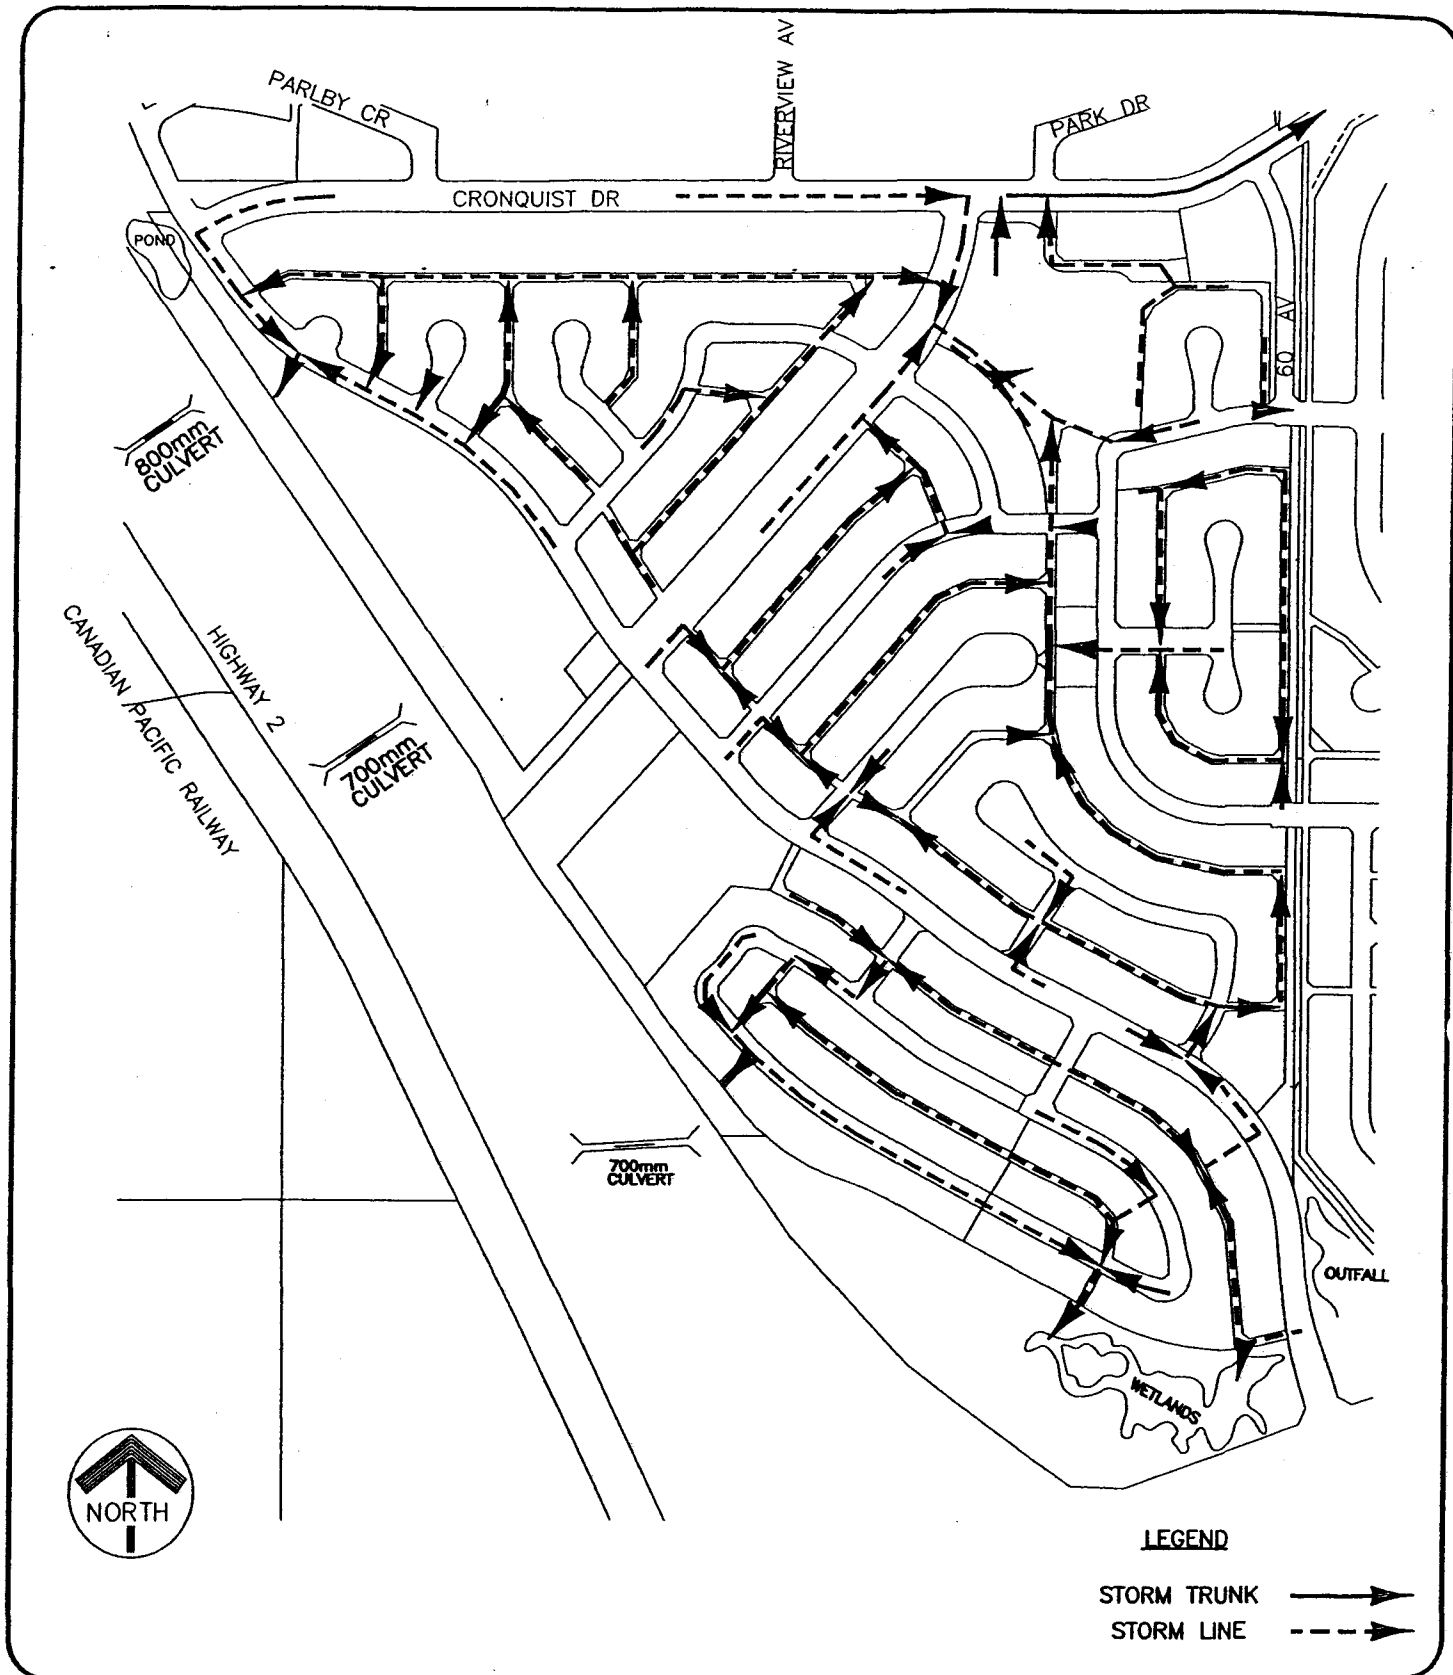 PARLBY CR
RIVERVIEW AV
PARK DR
CRONQUIST DR
POND
60 AV
800mm
CULVERT
HIGHWAY 2
CANADIAN PACIFIC RAILWAY
700mm
CULVERT
700mm
CULVERT
OUTFALL
WETLANDS
NORTH
LEGEND
STORM TRUNK
STORM LINE